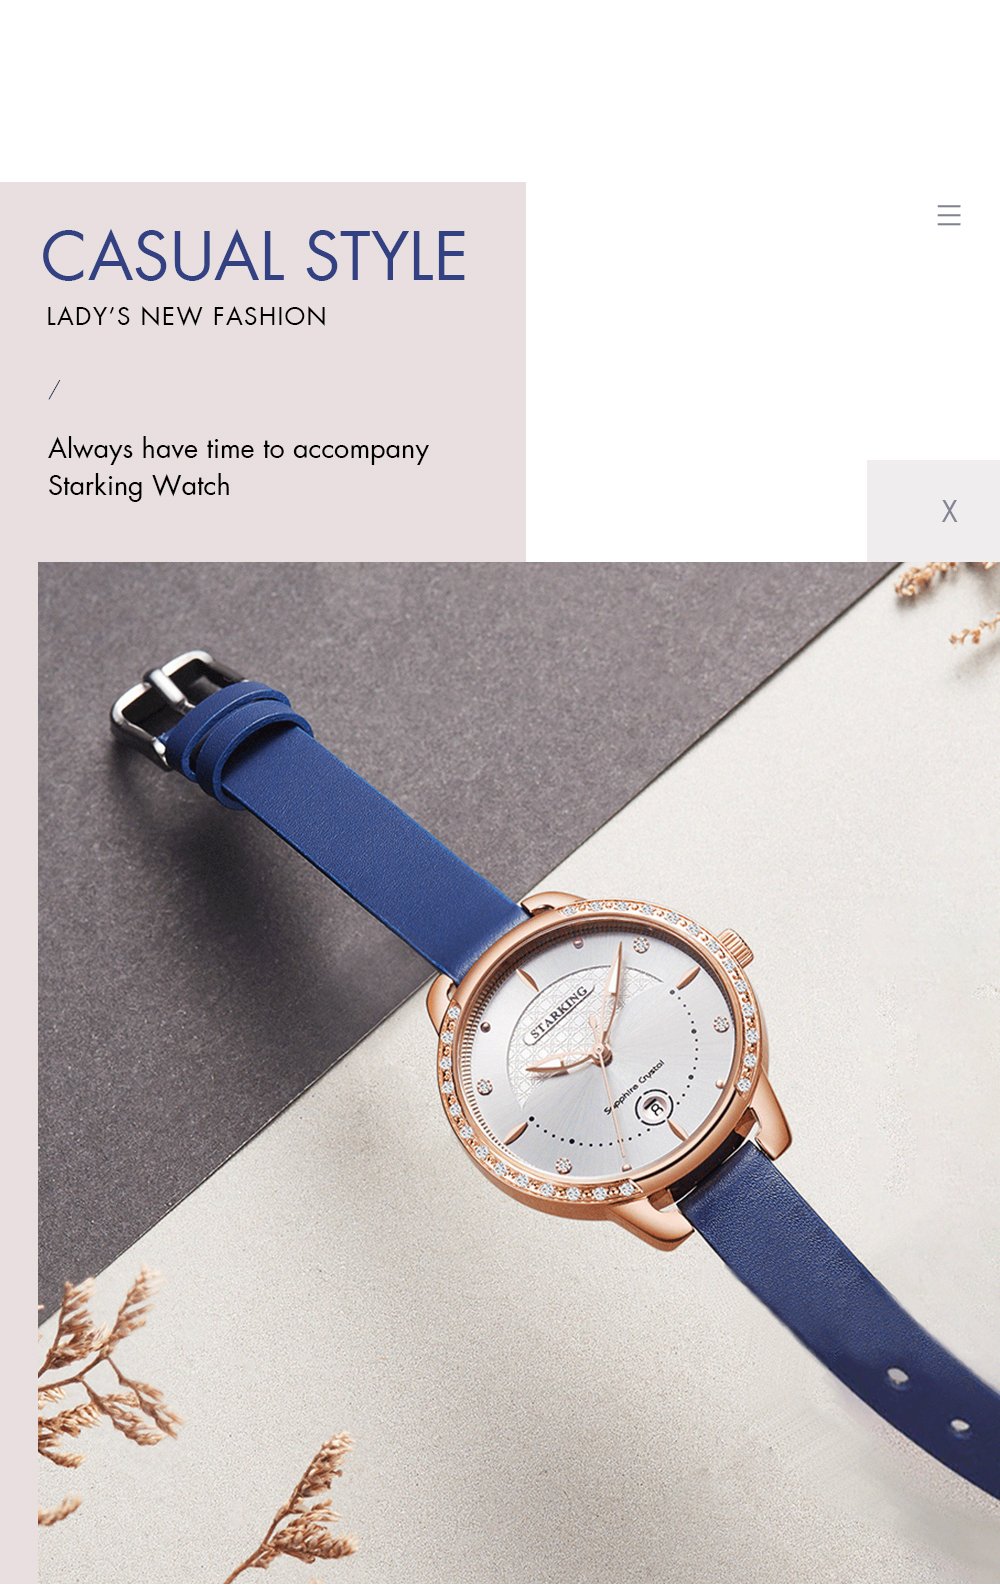 CASUAL STYLE
LADY'S NEW FASHION
/
Always have time to accompany
Starking Watch
X
STARKING
Sapphire Crystal